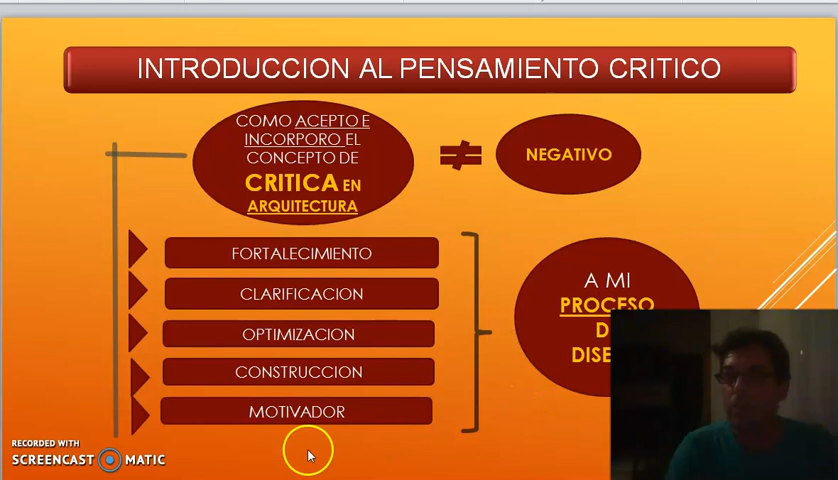 INTRODUCCION AL PENSAMIENTO CRITICO
COMO ACEPTO E
INCORPORO EL
CONCEPTO DE
CRITICA EN
ARQUITECTURA
≠
NEGATIVO
FORTALECIMIENTO
CLARIFICACION
OPTIMIZACION
CONSTRUCCION
MOTIVADOR
A MI
PROCESO
RECORDED WITH
SCREENCAST MATIC